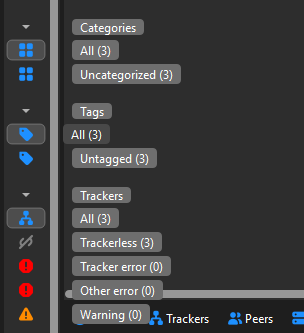 Categories
All (3)
Uncategorized (3)
Tags
All (3)
Untagged (3)
Trackers
All (3)
Trackerless (3)
Tracker error (0)
Other error (0)
Warning (0)
Trackers
Peers